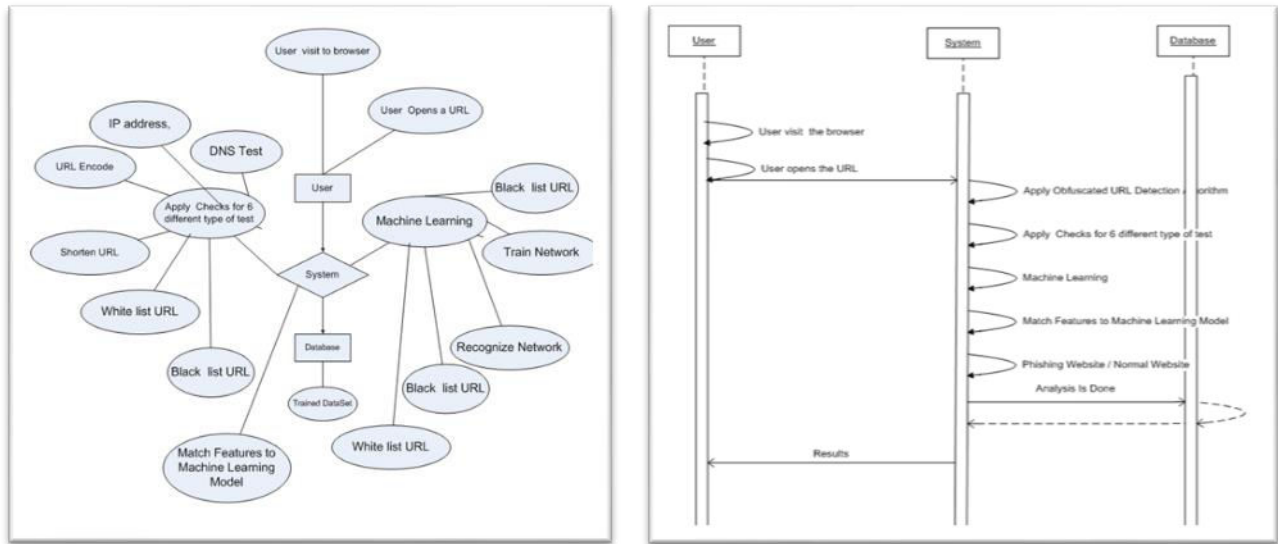 User visit to browser
User Opens a URL
IP address,
DNS Test
URL Encode
User
Black list URL
Apply Checks for 6
different type of test
Machine Learning
Shorten URL
Train Network
System
White list URL
Database
Recognize Network
Black list URL
Black list URL
Trained DataSet
White list URL
Match Features to
Machine Learning
Model
User
System
Database
User visit the browser
User opens the URL
Apply Obfuscated URL Detection Algorithm
Apply Checks for 6 different type of test
Machine Learning
Match Features to Machine Learning Model
Phishing Website / Normal Website
Analysis Is Done
Results